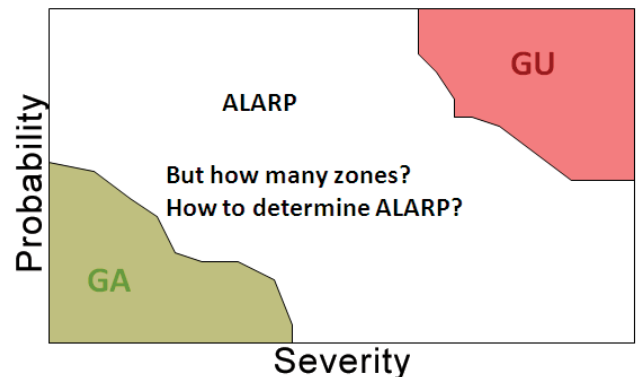 GU
ALARP
But how many zones?
How to determine ALARP?
Probability
GA
Severity